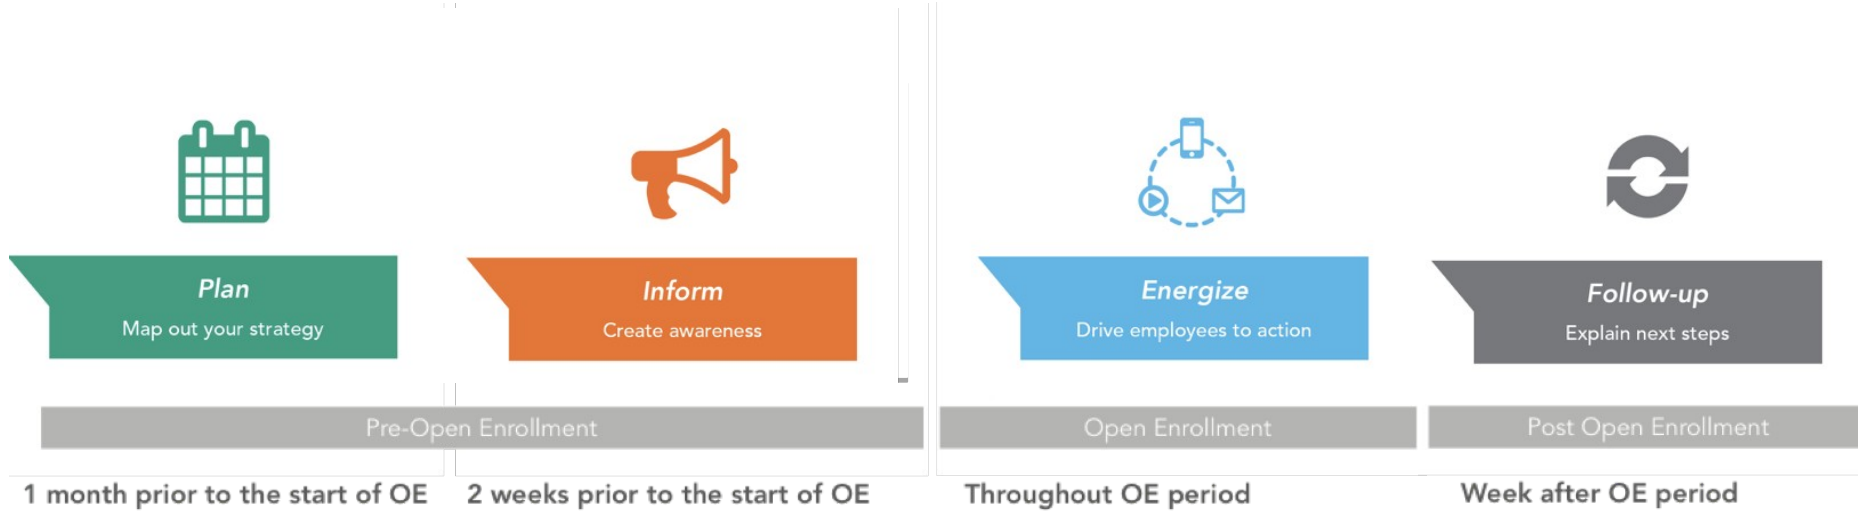 Plan
Map out your strategy
Inform
Create awareness
Energize
Drive employees to action
Follow-up
Explain next steps
Pre-Open Enrollment
Open Enrollment
Post Open Enrollment
1 month prior to the start of OE
2 weeks prior to the start of OE
Throughout OE period
Week after OE period